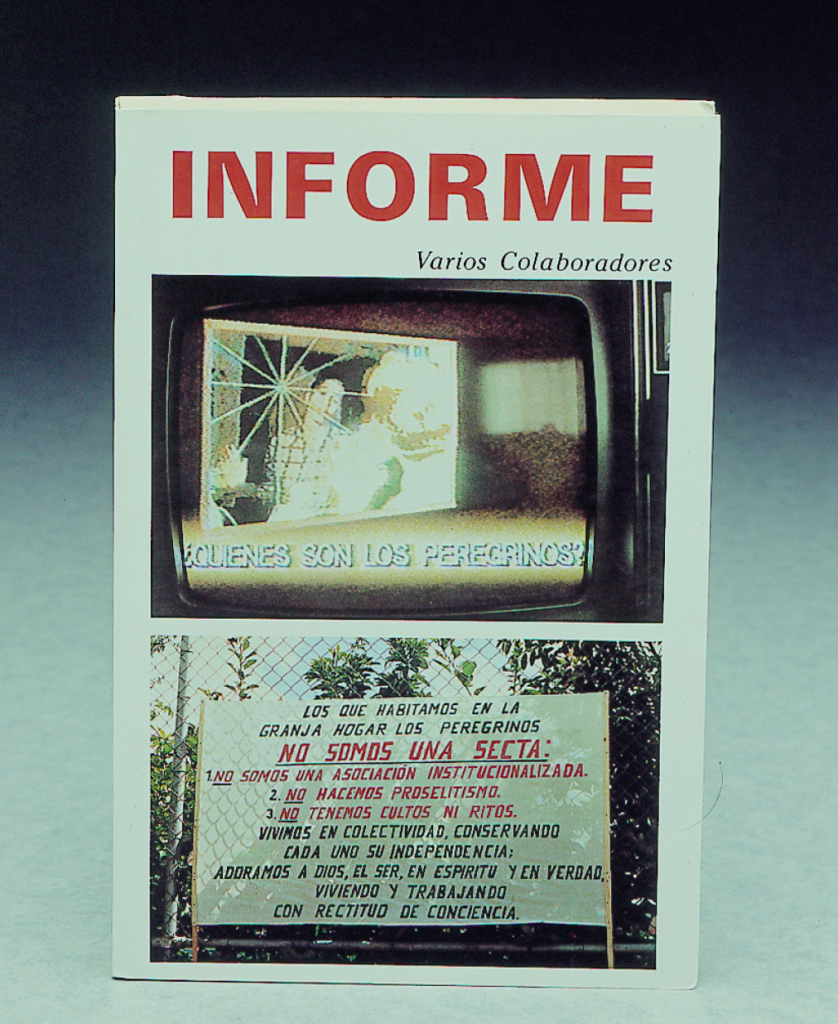 INFORME
Varios Colaboradores
¿QUIENES SON LOS PEREGRINOS?
LOS QUE HABITAMOS EN LA
GRANJA HOGAR LOS PEREGRINOS
NO SOMOS UNA SECTA:
1.NO SOMOS UNA ASOCIACIÓN INSTITUCIONALIZADA.
2. NO HACEMOS PROSELITISMO.
3. NO TENEMOS CULTOS NI RITOS.
VIVIMOS EN COLECTIVIDAD, CONSERVANDO
CADA UNO SU INDEPENDENCIA;
ADORAMOS A DIOS, EL SER, EN ESPIRITU Y EN VERDAD,
VIVIENDO Y TRABAJANDO
CON RECTITUD DE CONCIENCIA.